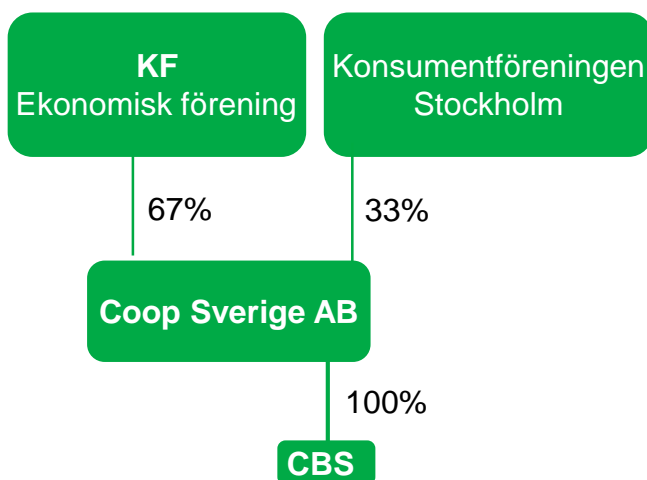 KF
Ekonomisk förening
Konsumentföreningen
Stockholm
67%
33%
Coop Sverige AB
100%
CBS